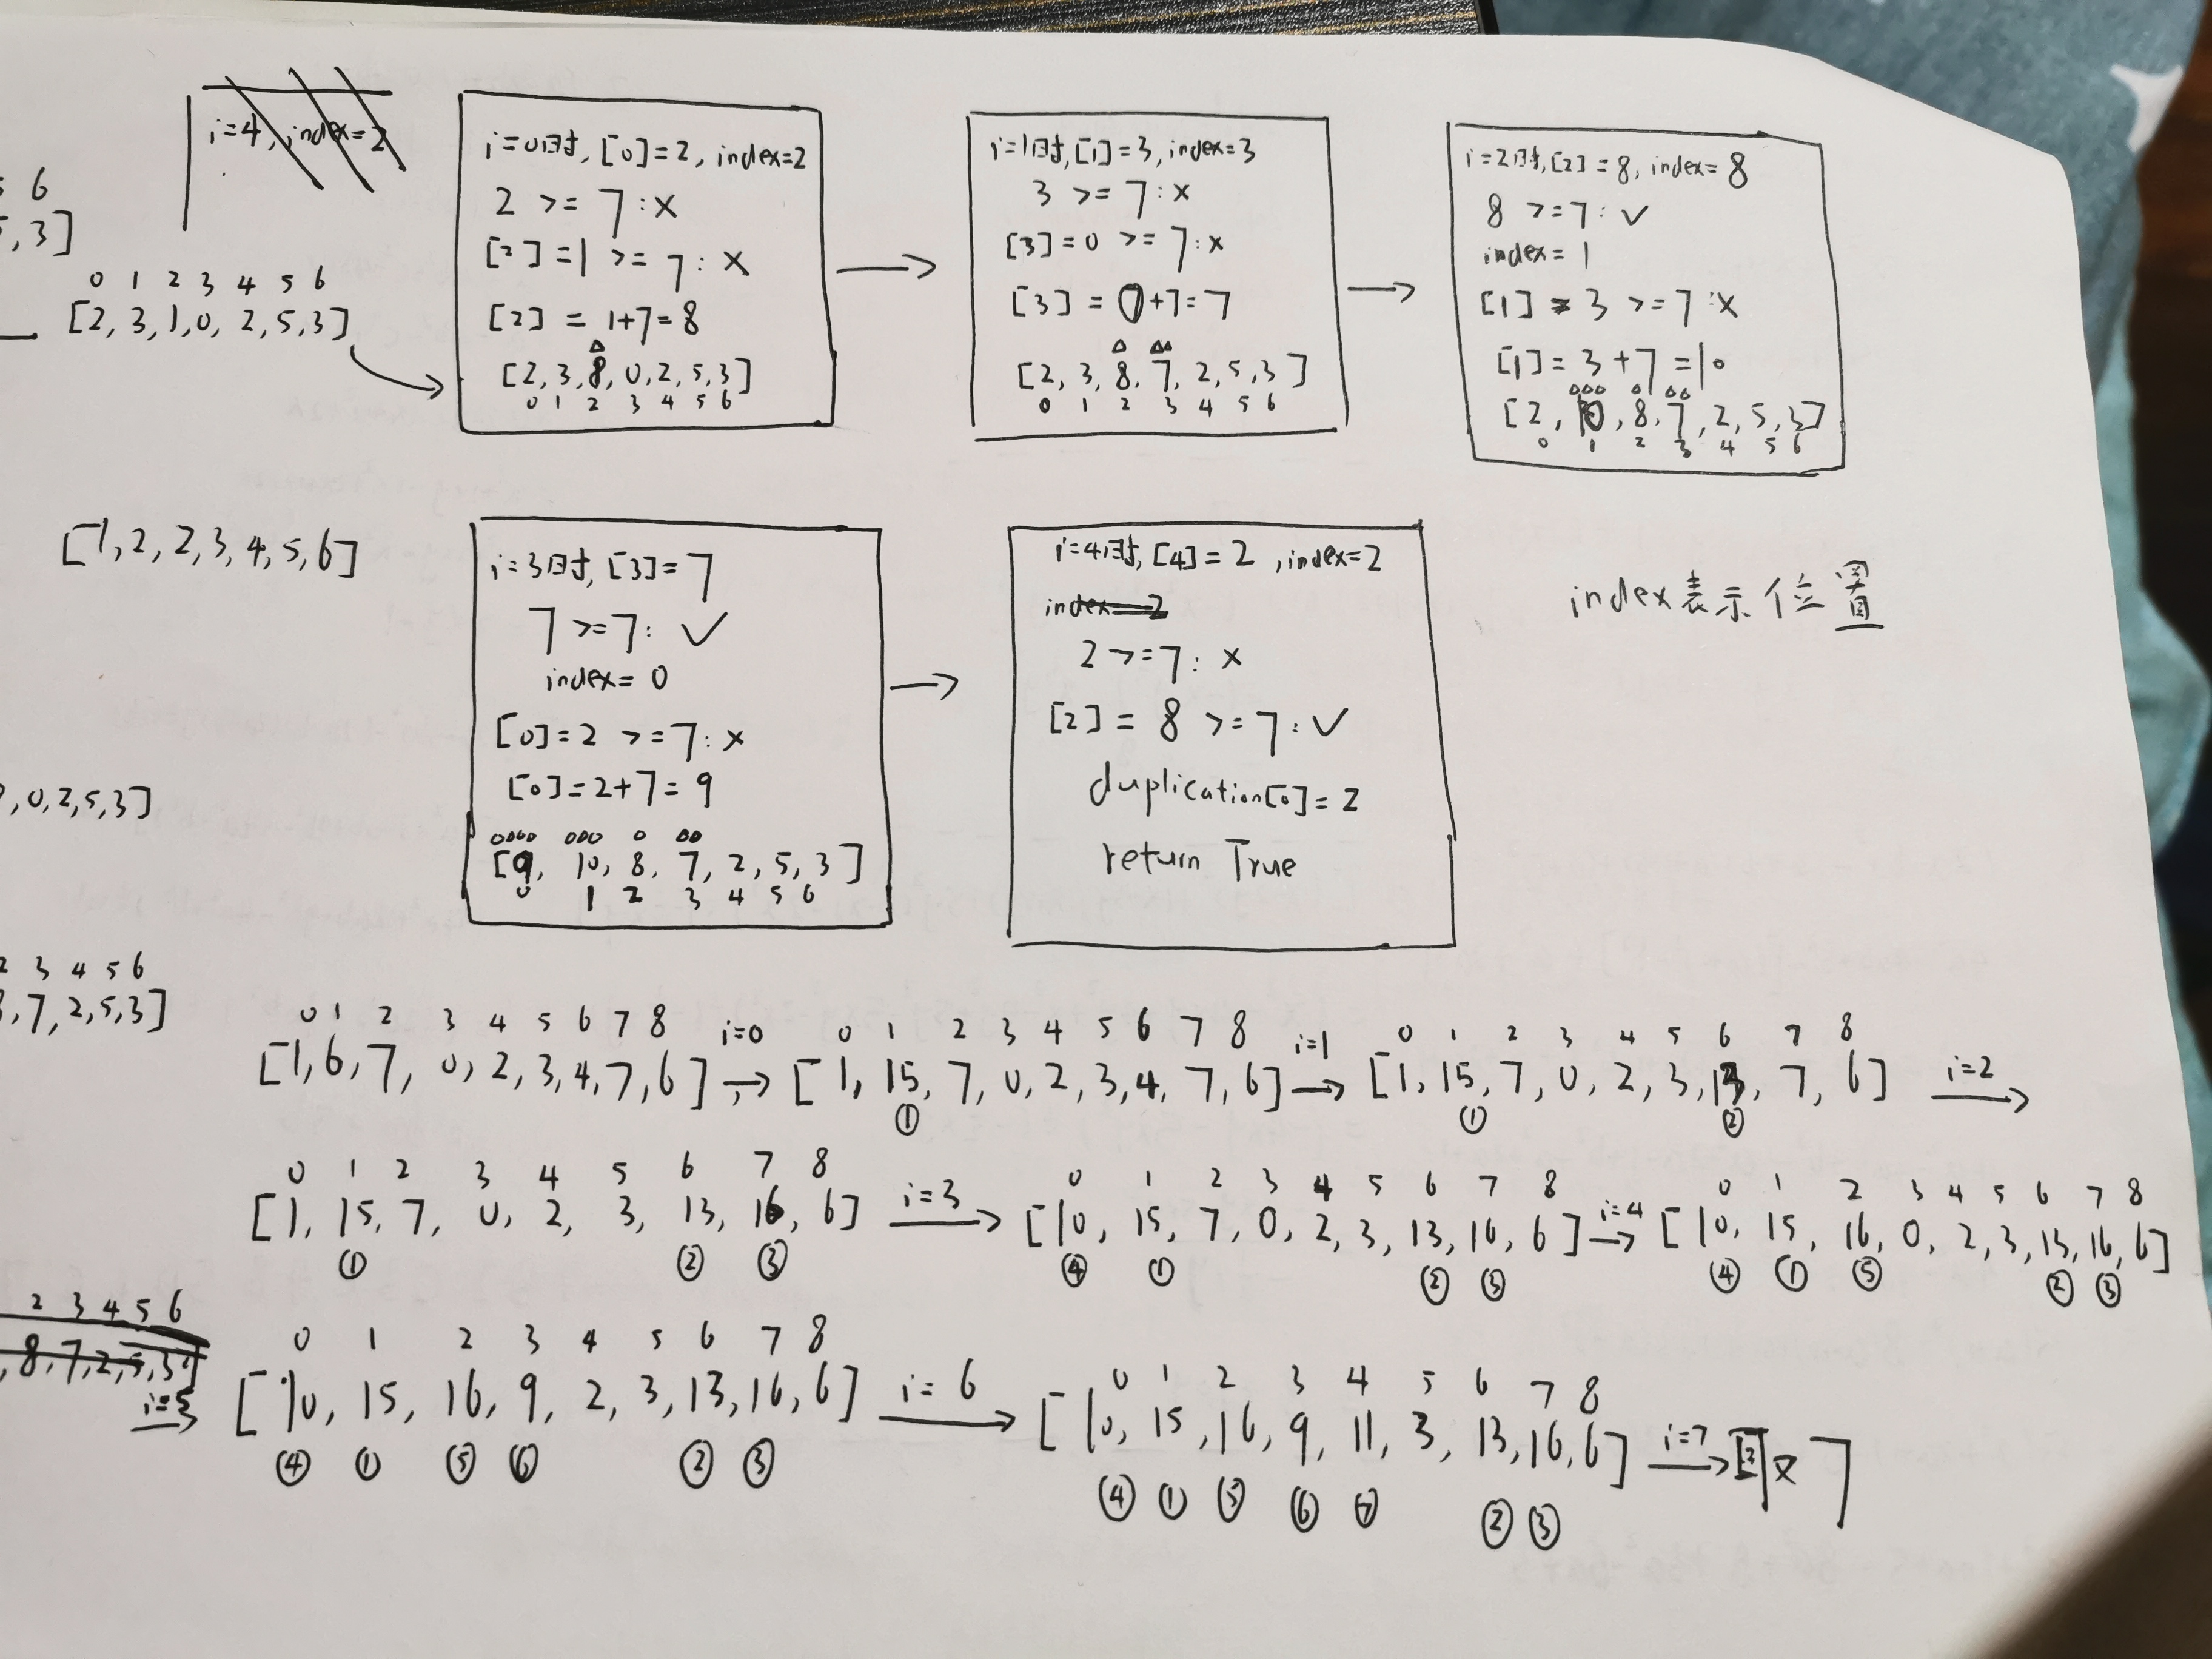 i=4, index=2
6
,3]
0 1 2 3 4 5 6
[2, 3, 1, 0, 2, 5, 3]
i=0时, [0]=2, index=2
2 >= 7: x
[2] = 1 >= 7: x
[2] = 1+7=8
[2, 3, 8, 0, 2, 5, 3]
0 1 2 3 4 5 6
i=1时, [1]=3, index=3
3 >= 7: x
[3]=0 >= 7: x
[3] = 0+7=7
[2, 3, 8, 7, 2, 5, 3]
0 1 2 3 4 5 6
i=2时, [2]=8, index=8
8 >=7: ✓
index= 1
[1] = 3 >= 7: x
[1] = 3+7=10
[2, 10, 8, 7, 2, 5, 3]
0 1 2 3 4 5 6
[1, 2, 2, 3, 4, 5, 6]
i=3时, [3]=7
7 >=7: ✓
index= 0
[0]=2 >=7: x
[0]=2+7=9
[9, 10, 8, 7, 2, 5, 3]
0 1 2 3 4 5 6
i=4时, [4]=2, index=2
index=2
2 >=7: x
[2] = 8 >=7: ✓
duplication[0]=2
return True
index表示位置
,0,2,5,3]
2 3 4 5 6
,7,2,5,3]
0 1 2 3 4 5 6 7 8
[1, 6, 7, 0, 2, 3, 4, 7, 6]
i=0
0 1 2 3 4 5 6 7 8
[1, 15, 7, 0, 2, 3, 4, 7, 6]
①
i=1
0 1 2 3 4 5 6 7 8
[1, 15, 7, 0, 2, 3, 13, 7, 6]
① ②
i=2
0 1 2 3 4 5 6 7 8
[1, 15, 7, 0, 2, 3, 13, 16, 6]
① ② ③
i=3
0 1 2 3 4 5 6 7 8
[10, 15, 7, 0, 2, 3, 13, 16, 6]
④ ① ② ③
i=4
0 1 2 3 4 5 6 7 8
[10, 15, 16, 0, 2, 3, 13, 16, 6]
④ ① ⑤ ② ③
2 3 4 5 6
,8,7,2,5,3]
i=5
0 1 2 3 4 5 6 7 8
[10, 15, 16, 9, 2, 3, 13, 16, 6]
④ ① ⑤ ⑥ ② ③
i=6
0 1 2 3 4 5 6 7 8
[10, 15, 16, 9, 11, 3, 13, 16, 6]
④ ① ⑤ ⑥ ⑦ ② ③
i=7
7